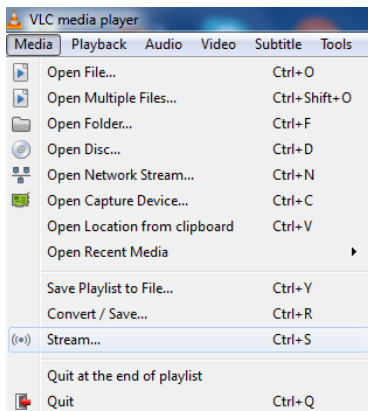 VLC media player
Media Playback Audio Video Subtitle Tools
Open File... Ctrl+O
Open Multiple Files... Ctrl+Shift+O
Open Folder... Ctrl+F
Open Disc... Ctrl+D
Open Network Stream... Ctrl+N
Open Capture Device... Ctrl+C
Open Location from clipboard Ctrl+V
Open Recent Media
Save Playlist to File... Ctrl+Y
Convert / Save... Ctrl+R
Stream... Ctrl+S
Quit at the end of playlist
Quit Ctrl+Q